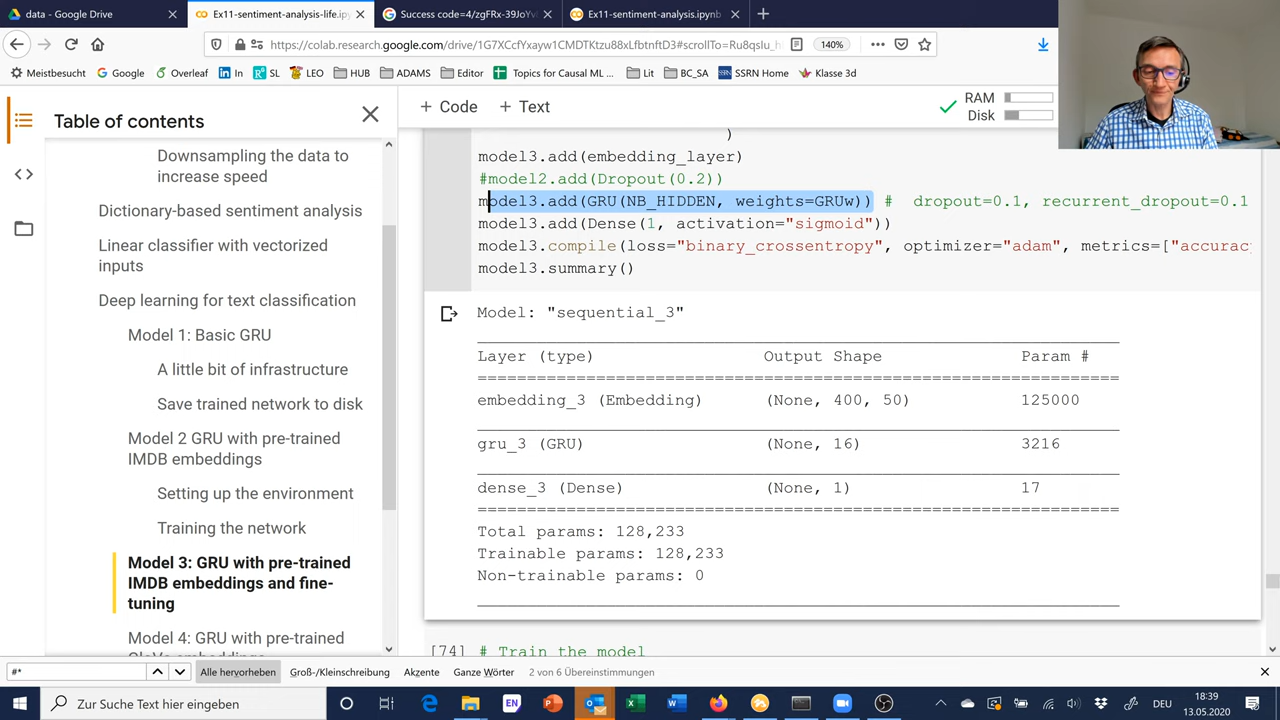 data - Google Drive
Ex11-sentiment-analysis-life.ipy
Success code=4/zgFRx-39JoYv
Ex11-sentiment-analysis.ipynb
https://colab.research.google.com/drive/1G7XCcfYxayw1CMDTKtzu88xLfbtnftD3#scrollTo=Ru8qsIu_h
140%
Meistbesucht
Google
Overleaf
In
SL
LEO
HUB
ADAMS
Editor
Topics for Causal ML ...
Lit
BC_SA
SSRN Home
Klasse 3d
Table of contents
Downsampling the data to
increase speed
Dictionary-based sentiment analysis
Linear classifier with vectorized
inputs
Deep learning for text classification
Model 1: Basic GRU
A little bit of infrastructure
Save trained network to disk
Model 2 GRU with pre-trained
IMDB embeddings
Setting up the environment
Training the network
Model 3: GRU with pre-trained
IMDB embeddings and fine-
tuning
Model 4: GRU with pre-trained
+ Code + Text
RAM
Disk
)
model3.add(embedding_layer)
#model2.add(Dropout(0.2))
model3.add(GRU(NB_HIDDEN, weights=GRUw)) # dropout=0.1, recurrent_dropout=0.1
model3.add(Dense(1, activation="sigmoid"))
model3.compile(loss="binary_crossentropy", optimizer="adam", metrics=["accurac
model3.summary()
Model: "sequential_3"
Layer (type) Output Shape Param #
embedding_3 (Embedding) (None, 400, 50) 125000
gru_3 (GRU) (None, 16) 3216
dense_3 (Dense) (None, 1) 17
Total params: 128,233
Trainable params: 128,233
Non-trainable params: 0
[74] # Train the model
#*
Alle hervorheben
Groß-/Kleinschreibung
Akzente
Ganze Wörter
2 von 6 Übereinstimmungen
Zur Suche Text hier eingeben
EN
DEU
18:39
13.05.2020